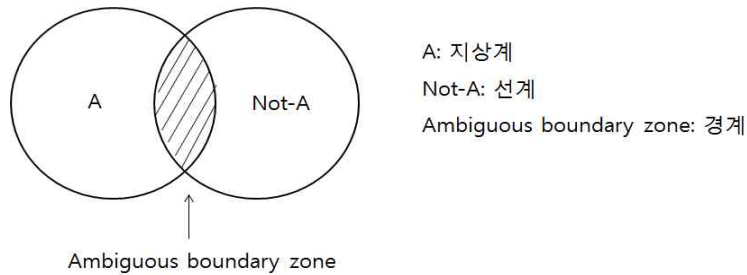 A
Not-A
Ambiguous boundary zone
A: 지상계
Not-A: 선계
Ambiguous boundary zone: 경계